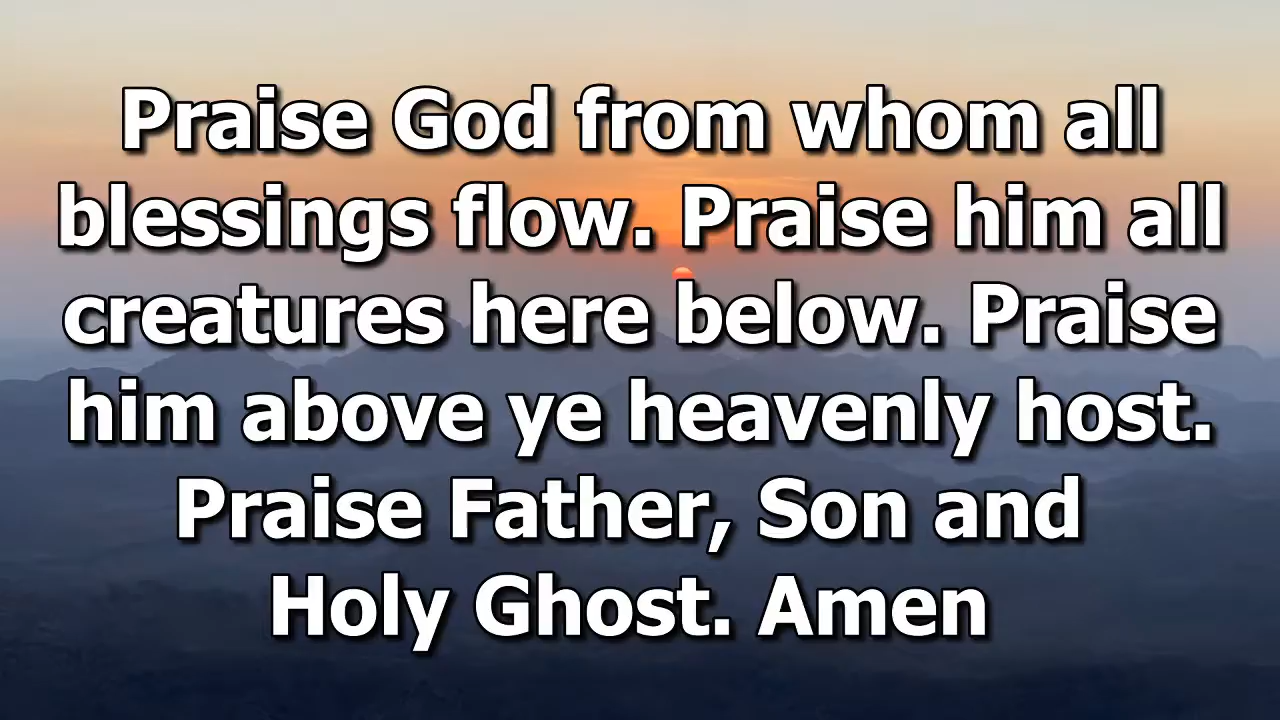 Praise God from whom all
blessings flow. Praise him all
creatures here below. Praise
him above ye heavenly host.
Praise Father, Son and
Holy Ghost. Amen